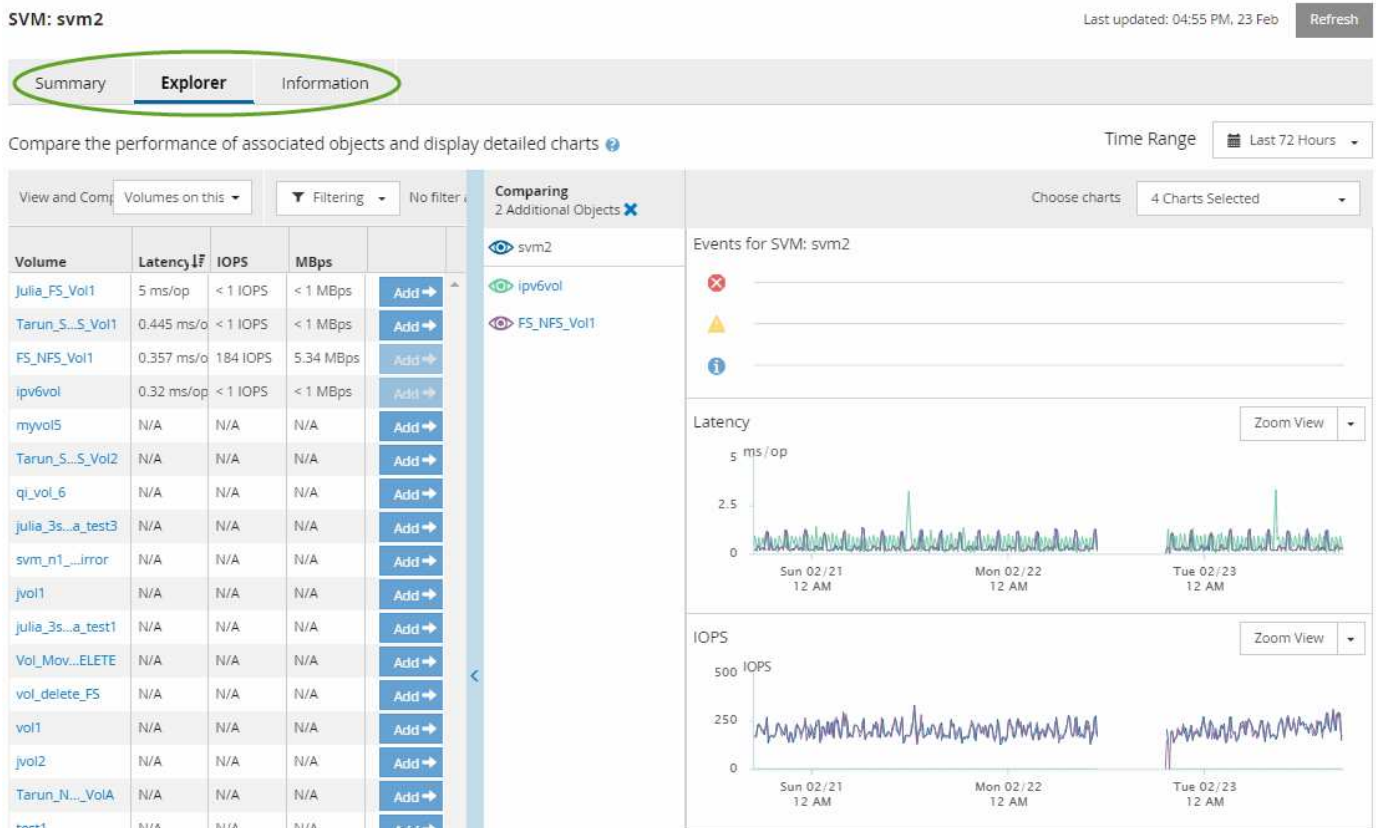 SVM: svm2
Last updated: 04:55 PM, 23 Feb Refresh
Summary Explorer Information
Compare the performance of associated objects and display detailed charts ?
Time Range Last 72 Hours
View and Comp Volumes on this Filtering No filter
Comparing
2 Additional Objects
Choose charts 4 Charts Selected
Volume Latency IOPS MBps
Julia_FS_Vol1 5 ms/op < 1 IOPS < 1 MBps Add
Tarun_S...S_Vol1 0.445 ms/o < 1 IOPS < 1 MBps Add
FS_NFS_Vol1 0.357 ms/o 184 IOPS 5.34 MBps Add
ipv6vol 0.32 ms/op < 1 IOPS < 1 MBps Add
myvol5 N/A N/A N/A Add
Tarun_S...S_Vol2 N/A N/A N/A Add
qi_vol_6 N/A N/A N/A Add
julia_3s...a_test3 N/A N/A N/A Add
svm_n1_...irror N/A N/A N/A Add
jvol1 N/A N/A N/A Add
julia_3s...a_test1 N/A N/A N/A Add
Vol_Mov...ELETE N/A N/A N/A Add
vol_delete_FS N/A N/A N/A Add
vol1 N/A N/A N/A Add
jvol2 N/A N/A N/A Add
Tarun_N..._VolA N/A N/A N/A Add
test1 N/A N/A N/A
svm2
ipv6vol
FS_NFS_Vol1
Events for SVM: svm2
Latency Zoom View
5 ms/op
2.5
0
Sun 02/21 Mon 02/22 Tue 02/23
12 AM 12 AM 12 AM
IOPS Zoom View
500 IOPS
250
0
Sun 02/21 Mon 02/22 Tue 02/23
12 AM 12 AM 12 AM